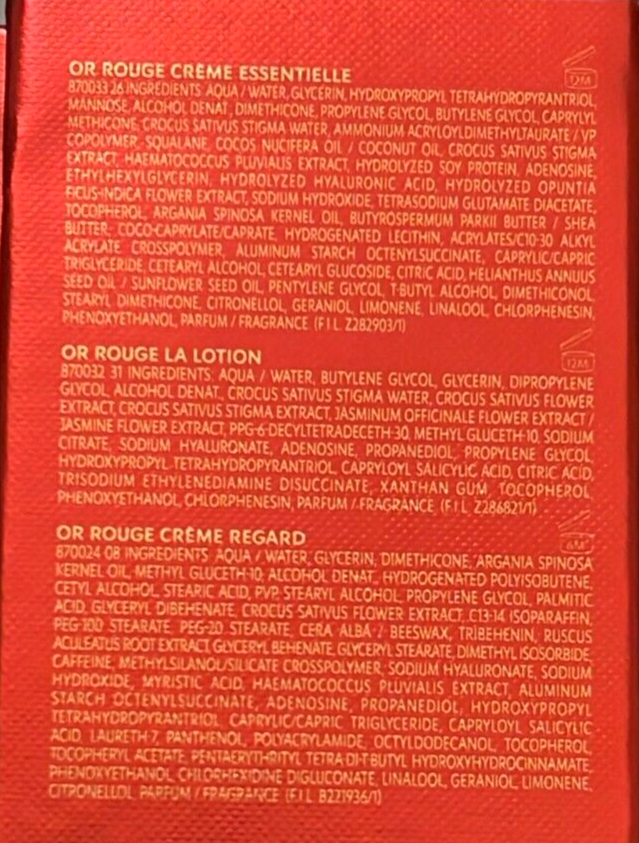 OR ROUGE CRÈME ESSENTIELLE
12M
870033 26 INGREDIENTS: AQUA / WATER, GLYCERIN, HYDROXYPROPYL TETRAHYDROPYRANTRIOL,
MANNOSE, ALCOHOL DENAT., DIMETHICONE, PROPYLENE GLYCOL, BUTYLENE GLYCOL, CAPRYLYL
METHICONE, CROCUS SATIVUS STIGMA WATER, AMMONIUM ACRYLOYLDIMETHYLTAURATE / VP
COPOLYMER, SQUALANE, COCOS NUCIFERA OIL / COCONUT OIL, CROCUS SATIVUS STIGMA
EXTRACT, HAEMATOCOCCUS PLUVIALIS EXTRACT, HYDROLYZED SOY PROTEIN, ADENOSINE,
ETHYLHEXYLGLYCERIN, HYDROLYZED HYALURONIC ACID, HYDROLYZED OPUNTIA
FICUS-INDICA FLOWER EXTRACT, SODIUM HYDROXIDE, TETRASODIUM GLUTAMATE DIACETATE,
TOCOPHEROL, ARGANIA SPINOSA KERNEL OIL, BUTYROSPERMUM PARKII BUTTER / SHEA
BUTTER, COCO-CAPRYLATE/CAPRATE, HYDROGENATED LECITHIN, ACRYLATES/C10-30 ALKYL
ACRYLATE CROSSPOLYMER, ALUMINUM STARCH OCTENYLSUCCINATE, CAPRYLIC/CAPRIC
TRIGLYCERIDE, CETEARYL ALCOHOL, CETEARYL GLUCOSIDE, CITRIC ACID, HELIANTHUS ANNUUS
SEED OIL / SUNFLOWER SEED OIL, PENTYLENE GLYCOL, T-BUTYL ALCOHOL, DIMETHICONOL,
STEARYL DIMETHICONE, CITRONELLOL, GERANIOL, LIMONENE, LINALOOL, CHLORPHENESIN,
PHENOXYETHANOL, PARFUM / FRAGRANCE (F.I.L. Z282903/1)
OR ROUGE LA LOTION
12M
870032 31 INGREDIENTS: AQUA / WATER, BUTYLENE GLYCOL, GLYCERIN, DIPROPYLENE
GLYCOL, ALCOHOL DENAT., CROCUS SATIVUS STIGMA WATER, CROCUS SATIVUS FLOWER
EXTRACT, CROCUS SATIVUS STIGMA EXTRACT, JASMINUM OFFICINALE FLOWER EXTRACT /
JASMINE FLOWER EXTRACT, PPG-6-DECYLTETRADECETH-30, METHYL GLUCETH-10, SODIUM
CITRATE, SODIUM HYALURONATE, ADENOSINE, PROPANEDIOL, PROPYLENE GLYCOL,
HYDROXYPROPYL TETRAHYDROPYRANTRIOL, CAPRYLOYL SALICYLIC ACID, CITRIC ACID,
TRISODIUM ETHYLENEDIAMINE DISUCCINATE, XANTHAN GUM, TOCOPHEROL,
PHENOXYETHANOL, CHLORPHENESIN, PARFUM / FRAGRANCE (F.I.L. Z286821/1)
OR ROUGE CRÈME REGARD
6M
870024 08 INGREDIENTS: AQUA / WATER, GLYCERIN, DIMETHICONE, ARGANIA SPINOSA
KERNEL OIL, METHYL GLUCETH-10, ALCOHOL DENAT., HYDROGENATED POLYISOBUTENE,
CETYL ALCOHOL, STEARIC ACID, PVP, STEARYL ALCOHOL, PROPYLENE GLYCOL, PALMITIC
ACID, GLYCERYL DIBEHENATE, CROCUS SATIVUS FLOWER EXTRACT, C13-14 ISOPARAFFIN,
PEG-100 STEARATE, PEG-20 STEARATE, CERA ALBA / BEESWAX, TRIBEHENIN, RUSCUS
ACULEATUS ROOT EXTRACT, GLYCERYL BEHENATE, GLYCERYL STEARATE, DIMETHYL ISOSORBIDE,
CAFFEINE, METHYLSILANOL/SILICATE CROSSPOLYMER, SODIUM HYALURONATE, SODIUM
HYDROXIDE, MYRISTIC ACID, HAEMATOCOCCUS PLUVIALIS EXTRACT, ALUMINUM
STARCH OCTENYLSUCCINATE, ADENOSINE, PROPANEDIOL, HYDROXYPROPYL
TETRAHYDROPYRANTRIOL, CAPRYLIC/CAPRIC TRIGLYCERIDE, CAPRYLOYL SALICYLIC
ACID, LAURETH-7, PANTHENOL, POLYACRYLAMIDE, OCTYLDODECANOL, TOCOPHEROL,
TOCOPHERYL ACETATE, PENTAERYTHRITYL TETRA-DI-T-BUTYL HYDROXYHYDROCINNAMATE,
PHENOXYETHANOL, CHLORHEXIDINE DIGLUCONATE, LINALOOL, GERANIOL, LIMONENE,
CITRONELLOL, PARFUM / FRAGRANCE (F.I.L. B221936/1)